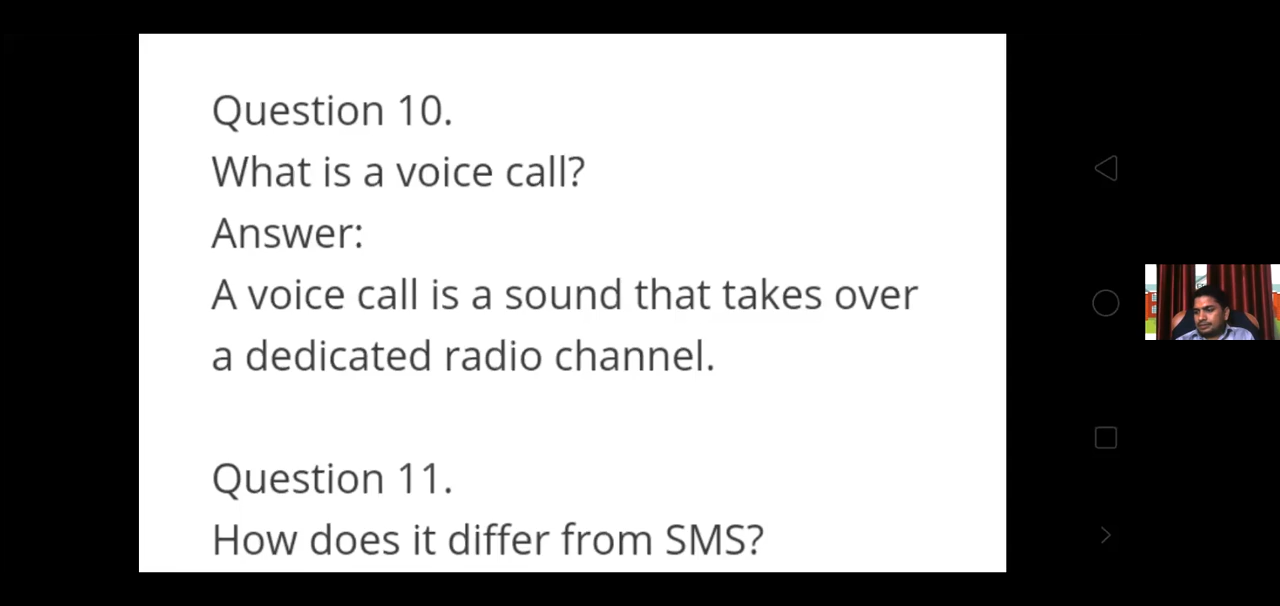 Question 10.
What is a voice call?
Answer:
A voice call is a sound that takes over
a dedicated radio channel.
Question 11.
How does it differ from SMS?